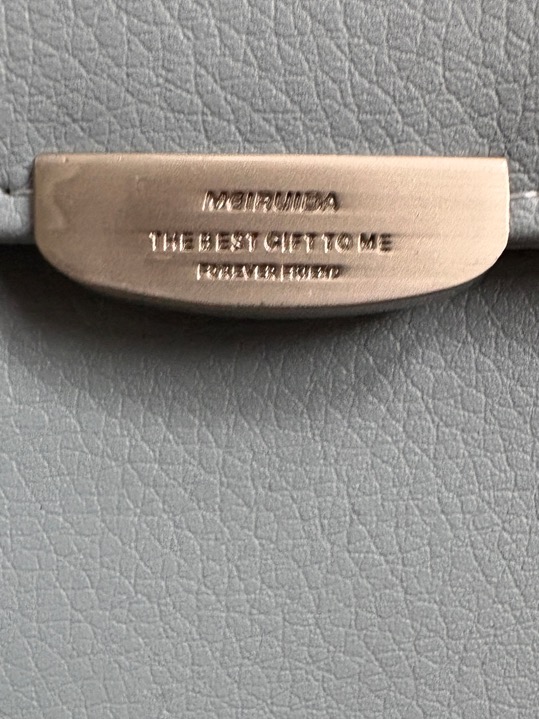 MEIRUIDA
THE BEST GIFT TO ME
FOREVER FRIEND